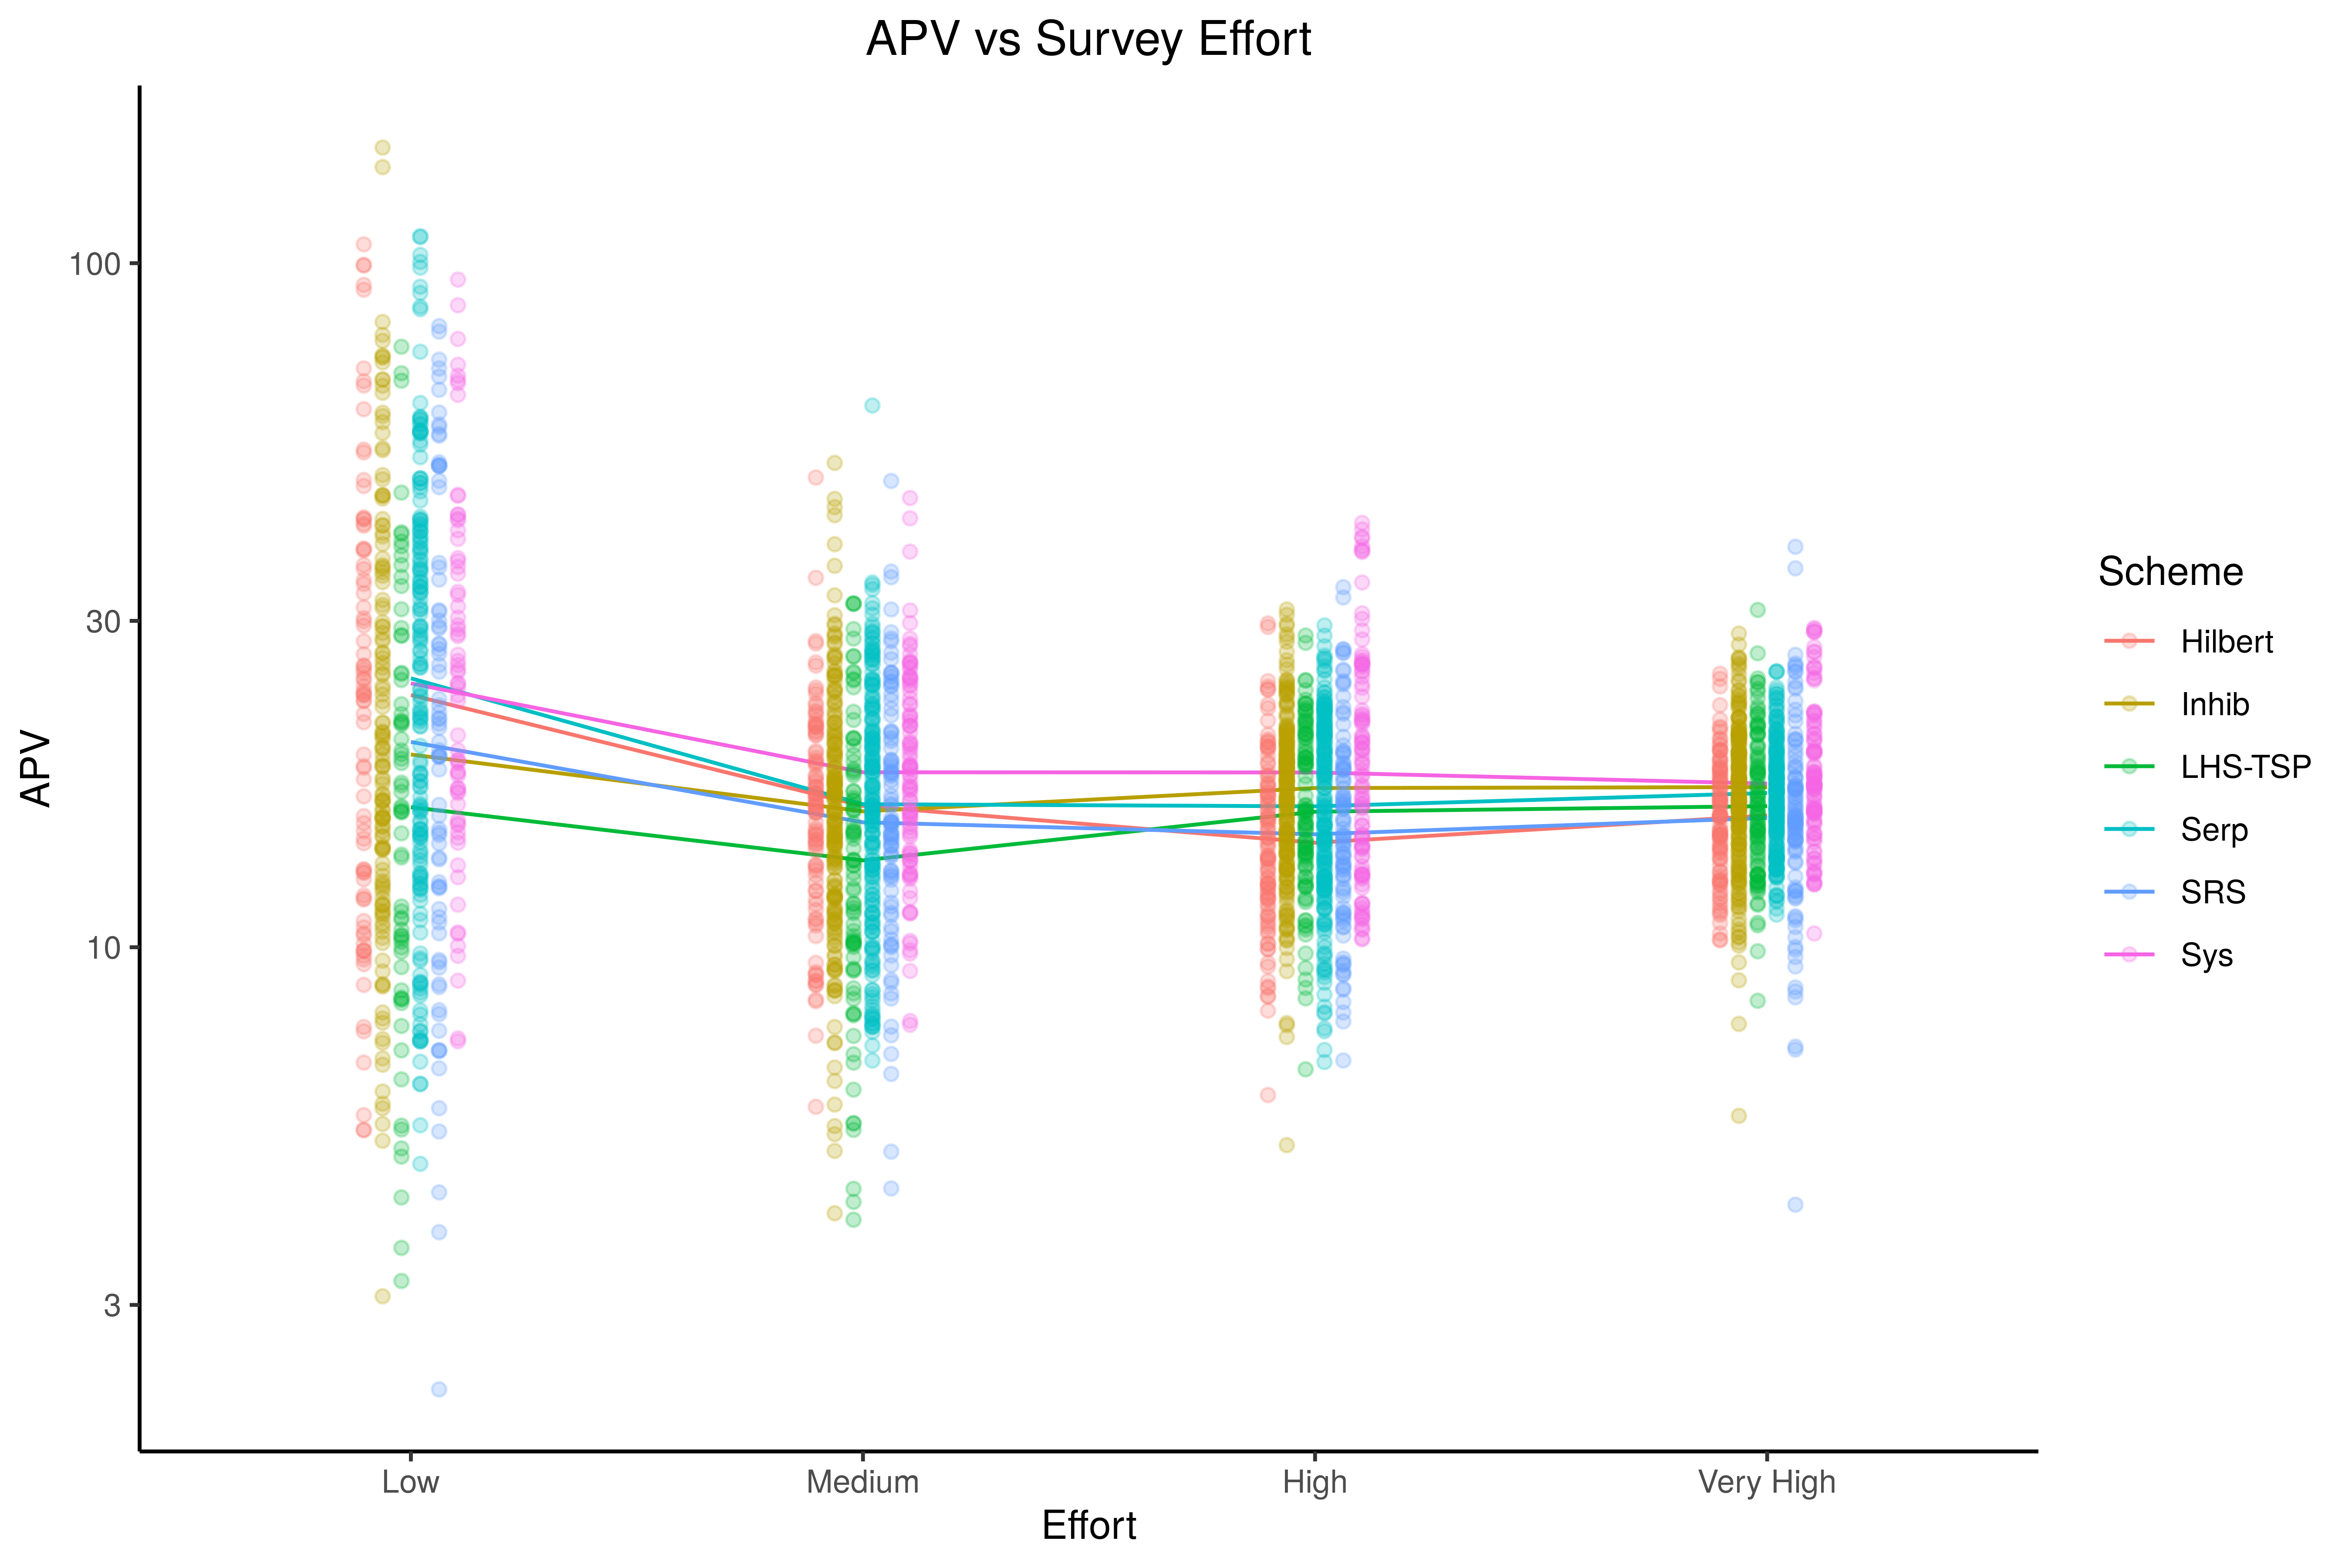 APV vs Survey Effort
APV
100
30
10
3
Low Medium High Very High
Effort
Scheme
Hilbert
Inhib
LHS-TSP
Serp
SRS
Sys